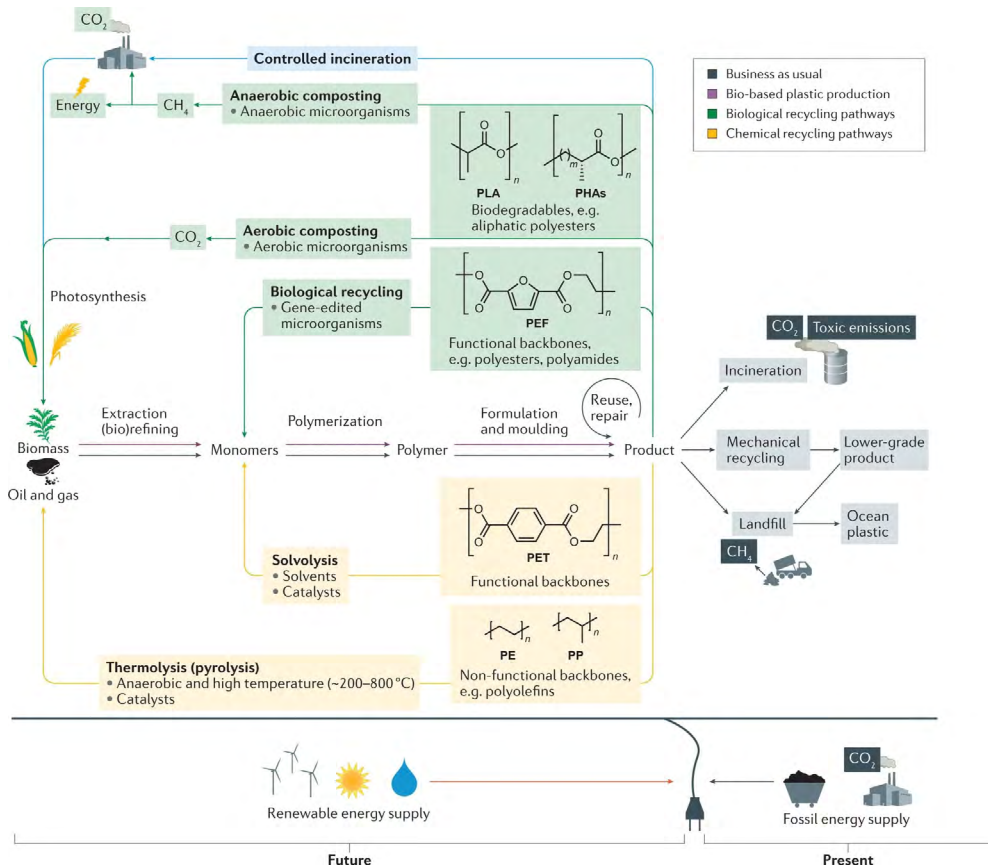 CO₂
Controlled incineration
Energy
CH₄
Anaerobic composting
• Anaerobic microorganisms
Business as usual
Bio-based plastic production
Biological recycling pathways
Chemical recycling pathways
O
O
n
m
O
O
n
PLA
PHAs
Biodegradables, e.g.
aliphatic polyesters
CO₂
Aerobic composting
• Aerobic microorganisms
Photosynthesis
Biological recycling
• Gene-edited
microorganisms
O
O
O
O
O
n
PEF
Functional backbones,
e.g. polyesters, polyamides
CO₂
Toxic emissions
Incineration
Reuse,
repair
Extraction
(bio)refining
Polymerization
Formulation
and moulding
Biomass
Monomers
Polymer
Product
Mechanical
recycling
Lower-grade
product
Oil and gas
Landfill
Ocean
plastic
CH₄
O
O
O
O
n
PET
Functional backbones
Solvolysis
• Solvents
• Catalysts
n
n
PE
PP
Non-functional backbones,
e.g. polyolefins
Thermolysis (pyrolysis)
• Anaerobic and high temperature (~200–800 °C)
• Catalysts
CO₂
Renewable energy supply
Fossil energy supply
Future
Present